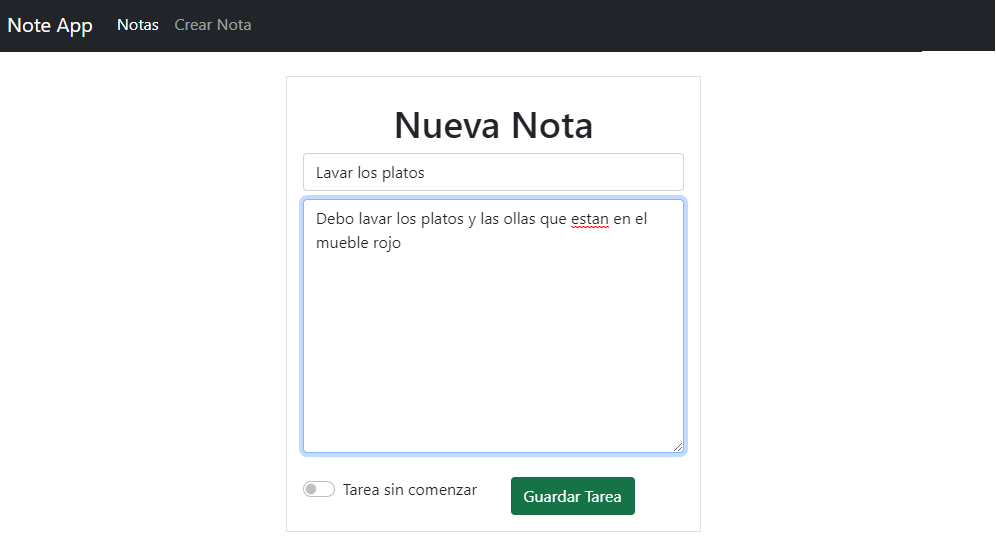 Note App Notas Crear Nota
Nueva Nota
Lavar los platos
Debo lavar los platos y las ollas que estan en el
mueble rojo
Tarea sin comenzar Guardar Tarea